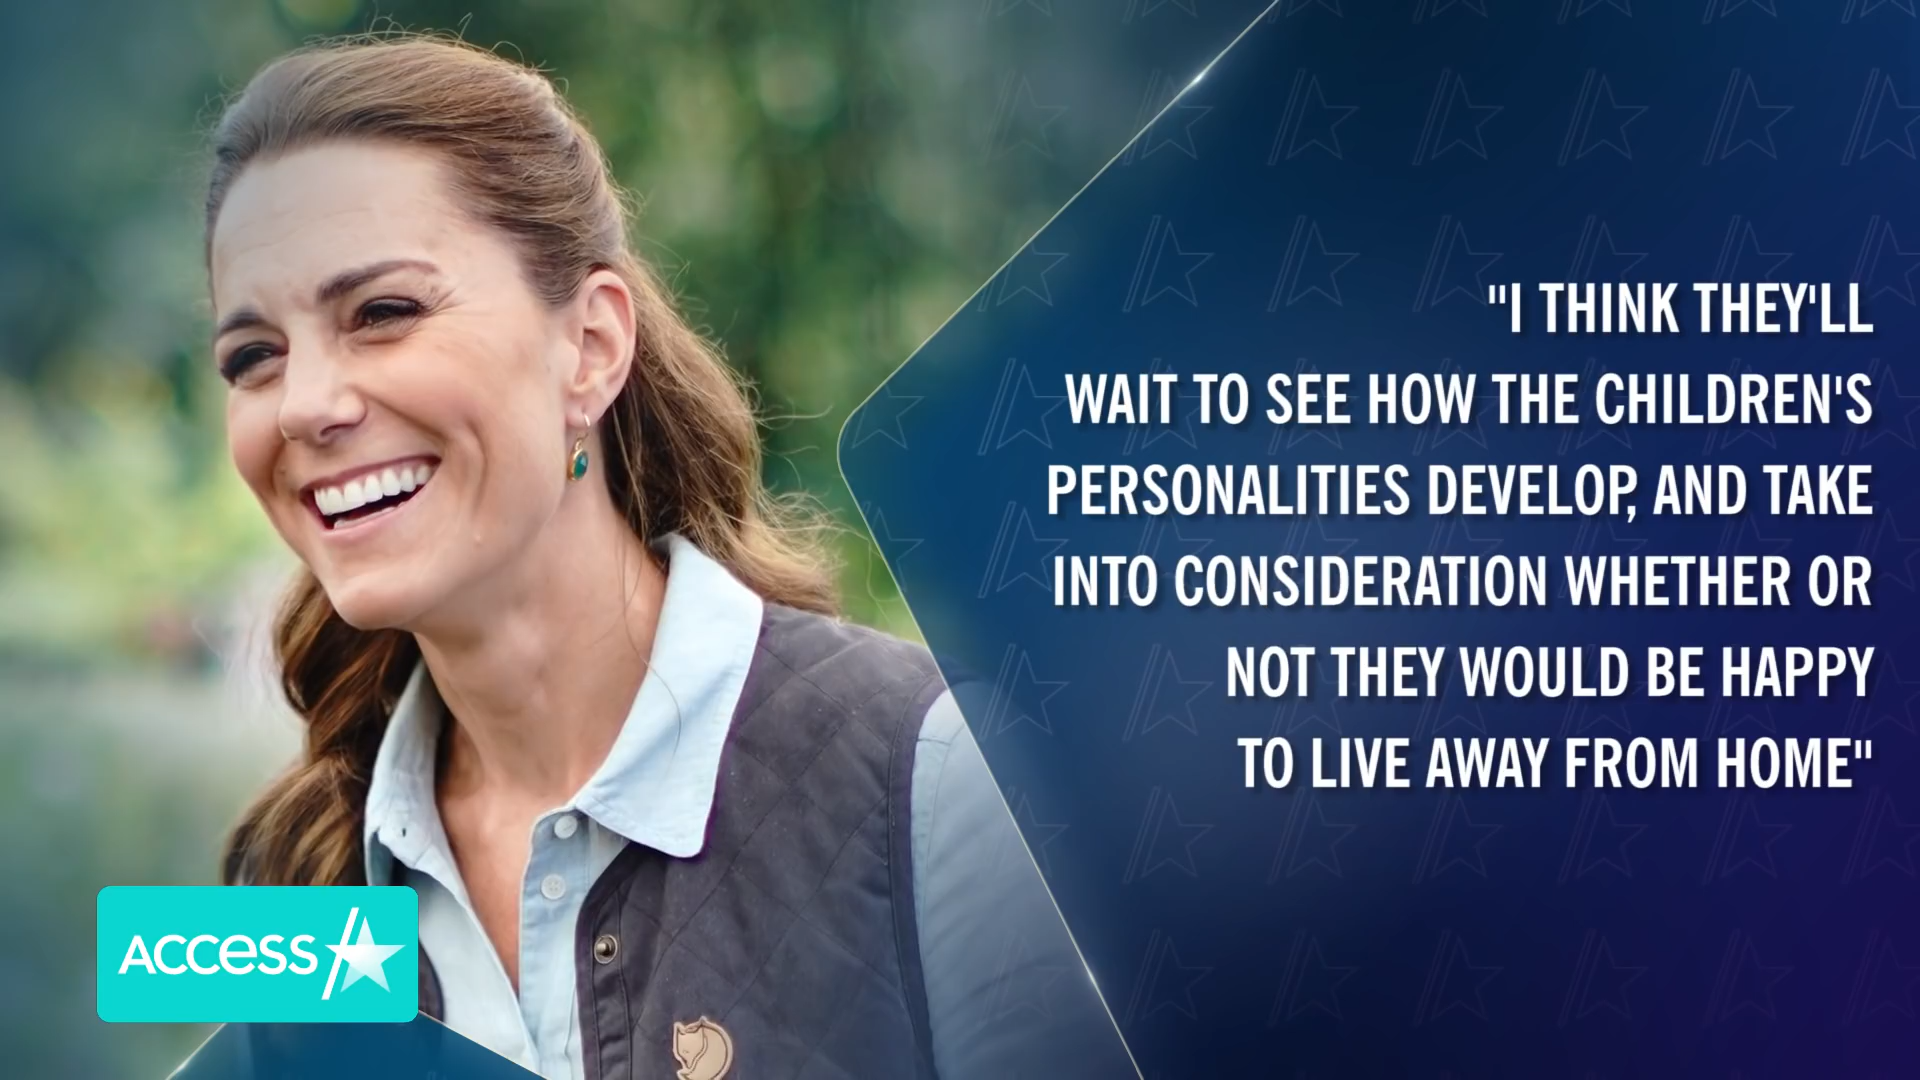 "I THINK THEY'LL
WAIT TO SEE HOW THE CHILDREN'S
PERSONALITIES DEVELOP, AND TAKE
INTO CONSIDERATION WHETHER OR
NOT THEY WOULD BE HAPPY
TO LIVE AWAY FROM HOME"
ACCESS